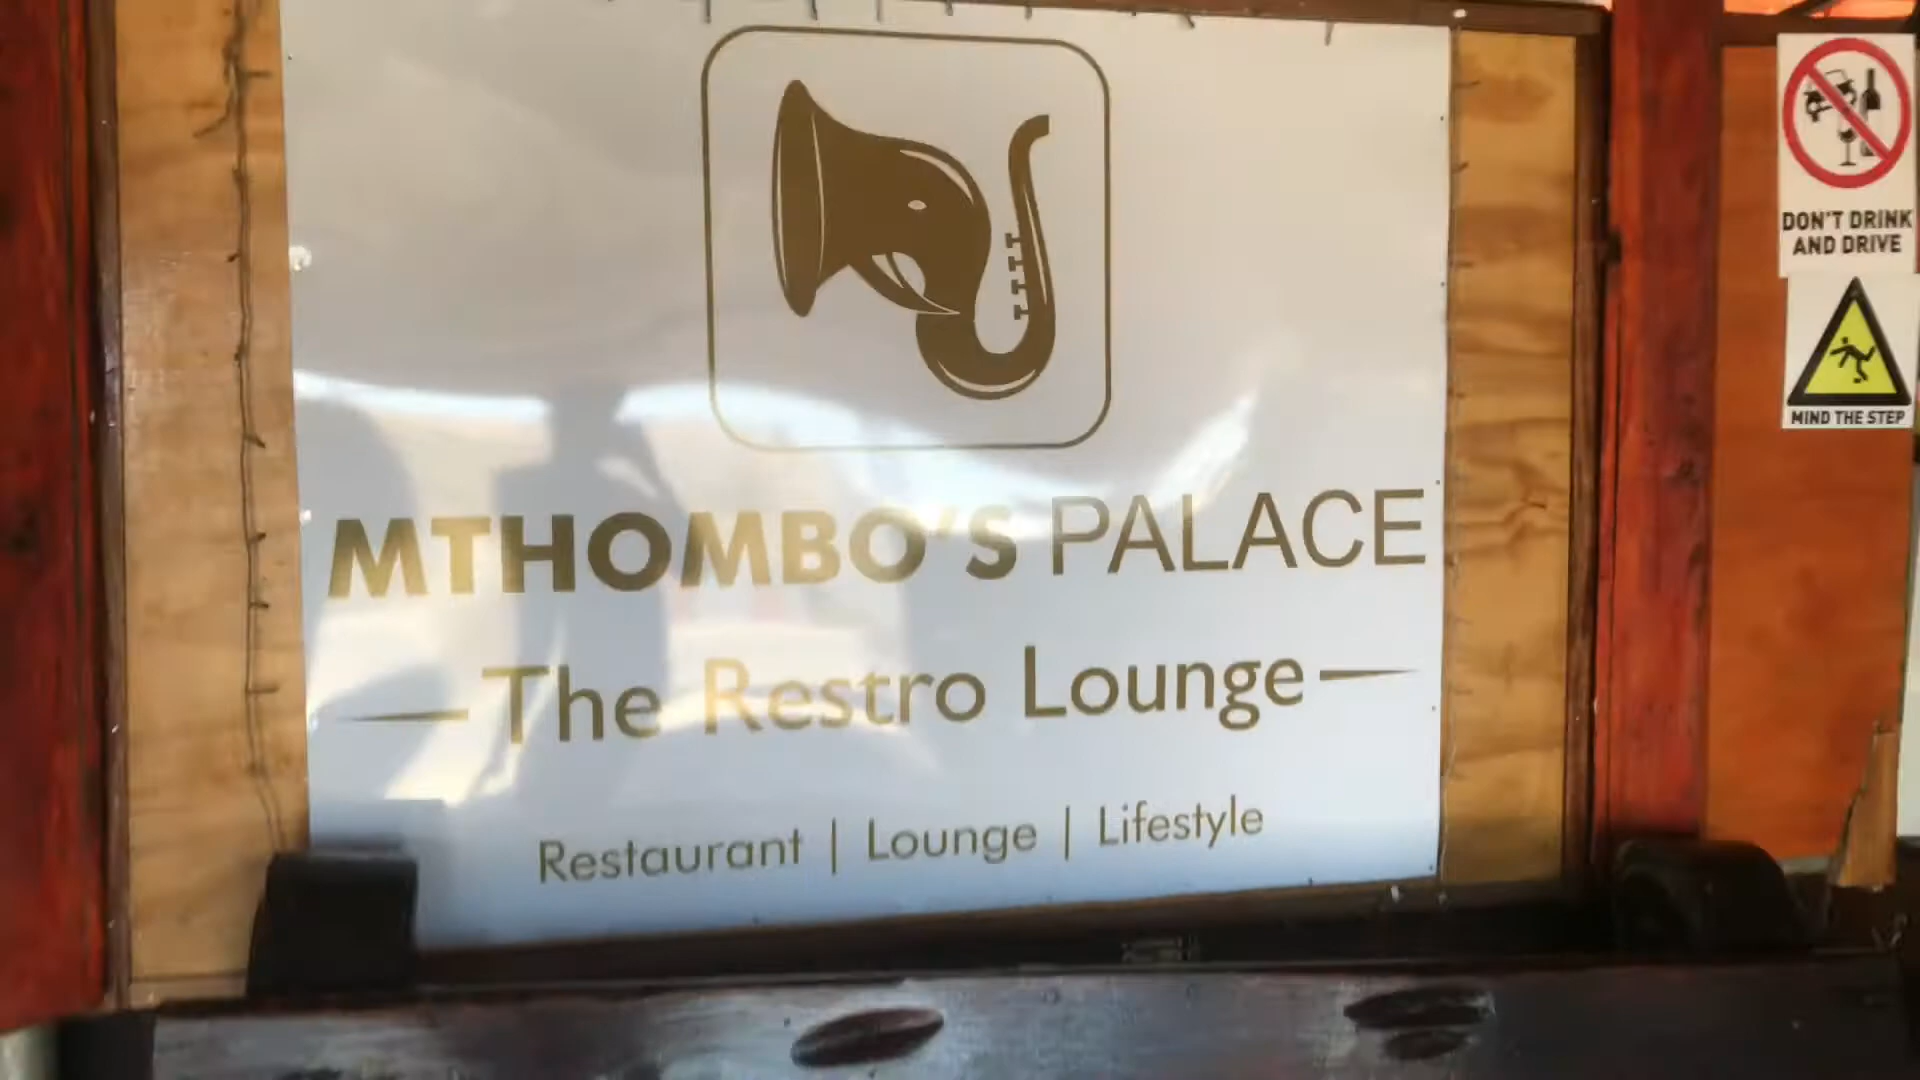 MTHOMBO'S PALACE
The Restro Lounge
Restaurant | Lounge | Lifestyle
DON'T DRINK
AND DRIVE
MIND THE STEP